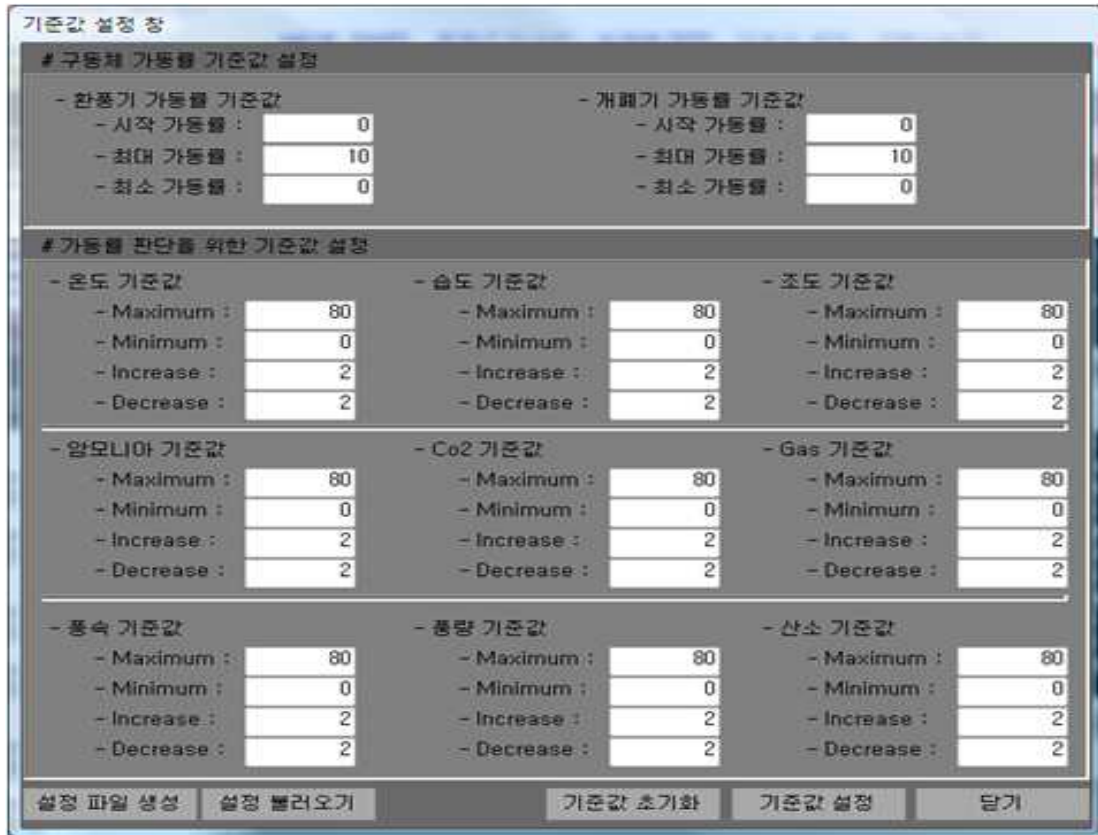 기준값 설정 창
# 구동체 가동률 기준값 설정
- 환풍기 가동률 기준값 - 개폐기 가동률 기준값
- 시작 가동률 : 0 - 시작 가동률 : 0
- 최대 가동률 : 10 - 최대 가동률 : 10
- 최소 가동률 : 0 - 최소 가동률 : 0
# 가동률 판단을 위한 기준값 설정
- 온도 기준값 - 습도 기준값 - 조도 기준값
- Maximum : 80 - Maximum : 80 - Maximum : 80
- Minimum : 0 - Minimum : 0 - Minimum : 0
- Increase : 2 - Increase : 2 - Increase : 2
- Decrease : 2 - Decrease : 2 - Decrease : 2
- 암모니아 기준값 - Co2 기준값 - Gas 기준값
- Maximum : 80 - Maximum : 80 - Maximum : 80
- Minimum : 0 - Minimum : 0 - Minimum : 0
- Increase : 2 - Increase : 2 - Increase : 2
- Decrease : 2 - Decrease : 2 - Decrease : 2
- 풍속 기준값 - 풍량 기준값 - 산소 기준값
- Maximum : 80 - Maximum : 80 - Maximum : 80
- Minimum : 0 - Minimum : 0 - Minimum : 0
- Increase : 2 - Increase : 2 - Increase : 2
- Decrease : 2 - Decrease : 2 - Decrease : 2
설정 파일 생성 설정 불러오기 기준값 초기화 기준값 설정 닫기